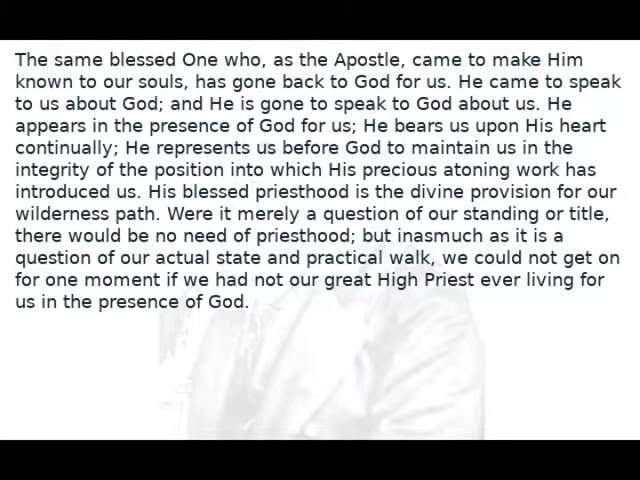 The same blessed One who, as the Apostle, came to make Him
known to our souls, has gone back to God for us. He came to speak
to us about God; and He is gone to speak to God about us. He
appears in the presence of God for us; He bears us upon His heart
continually; He represents us before God to maintain us in the
integrity of the position into which His precious atoning work has
introduced us. His blessed priesthood is the divine provision for our
wilderness path. Were it merely a question of our standing or title,
there would be no need of priesthood; but inasmuch as it is a
question of our actual state and practical walk, we could not get on
for one moment if we had not our great High Priest ever living for
us in the presence of God.